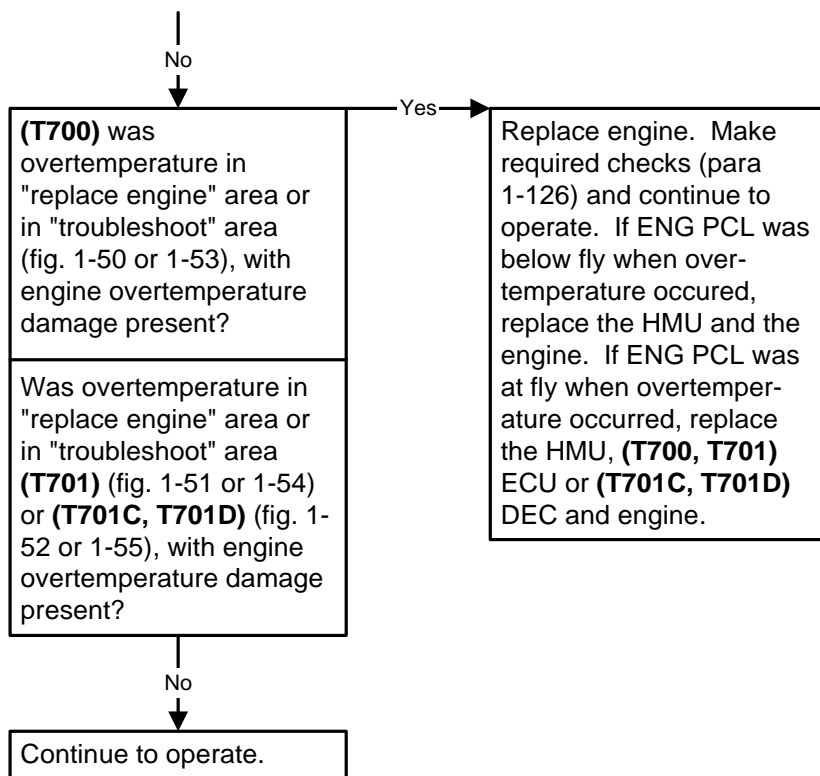 No
(T700) was
overtemperature in
"replace engine" area or
in "troubleshoot" area
(fig. 1-50 or 1-53), with
engine overtemperature
damage present?
Yes
Replace engine.  Make
required checks (para
1-126) and continue to
operate.  If ENG PCL was
below fly when over-
temperature occured,
replace the HMU and the
engine.  If ENG PCL was
at fly when overtemper-
ature occurred, replace
the HMU, (T700, T701)
ECU or (T701C, T701D)
DEC and engine.
Was overtemperature in
"replace engine" area or
in "troubleshoot" area
(T701) (fig. 1-51 or 1-54)
or (T701C, T701D) (fig. 1-
52 or 1-55), with engine
overtemperature damage
present?
No
Continue to operate.